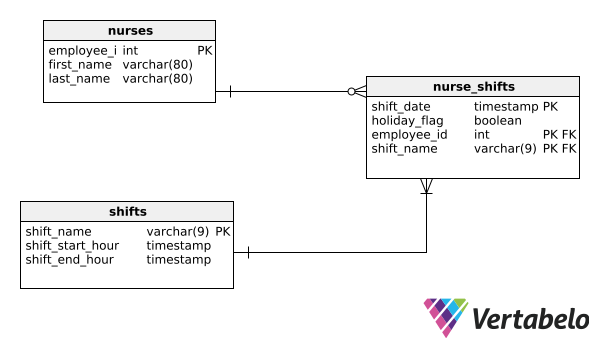 nurses
employee_i int PK
first_name varchar(80)
last_name varchar(80)
nurse_shifts
shift_date timestamp PK
holiday_flag boolean
employee_id int PK FK
shift_name varchar(9) PK FK
shifts
shift_name varchar(9) PK
shift_start_hour timestamp
shift_end_hour timestamp
Vertabelo